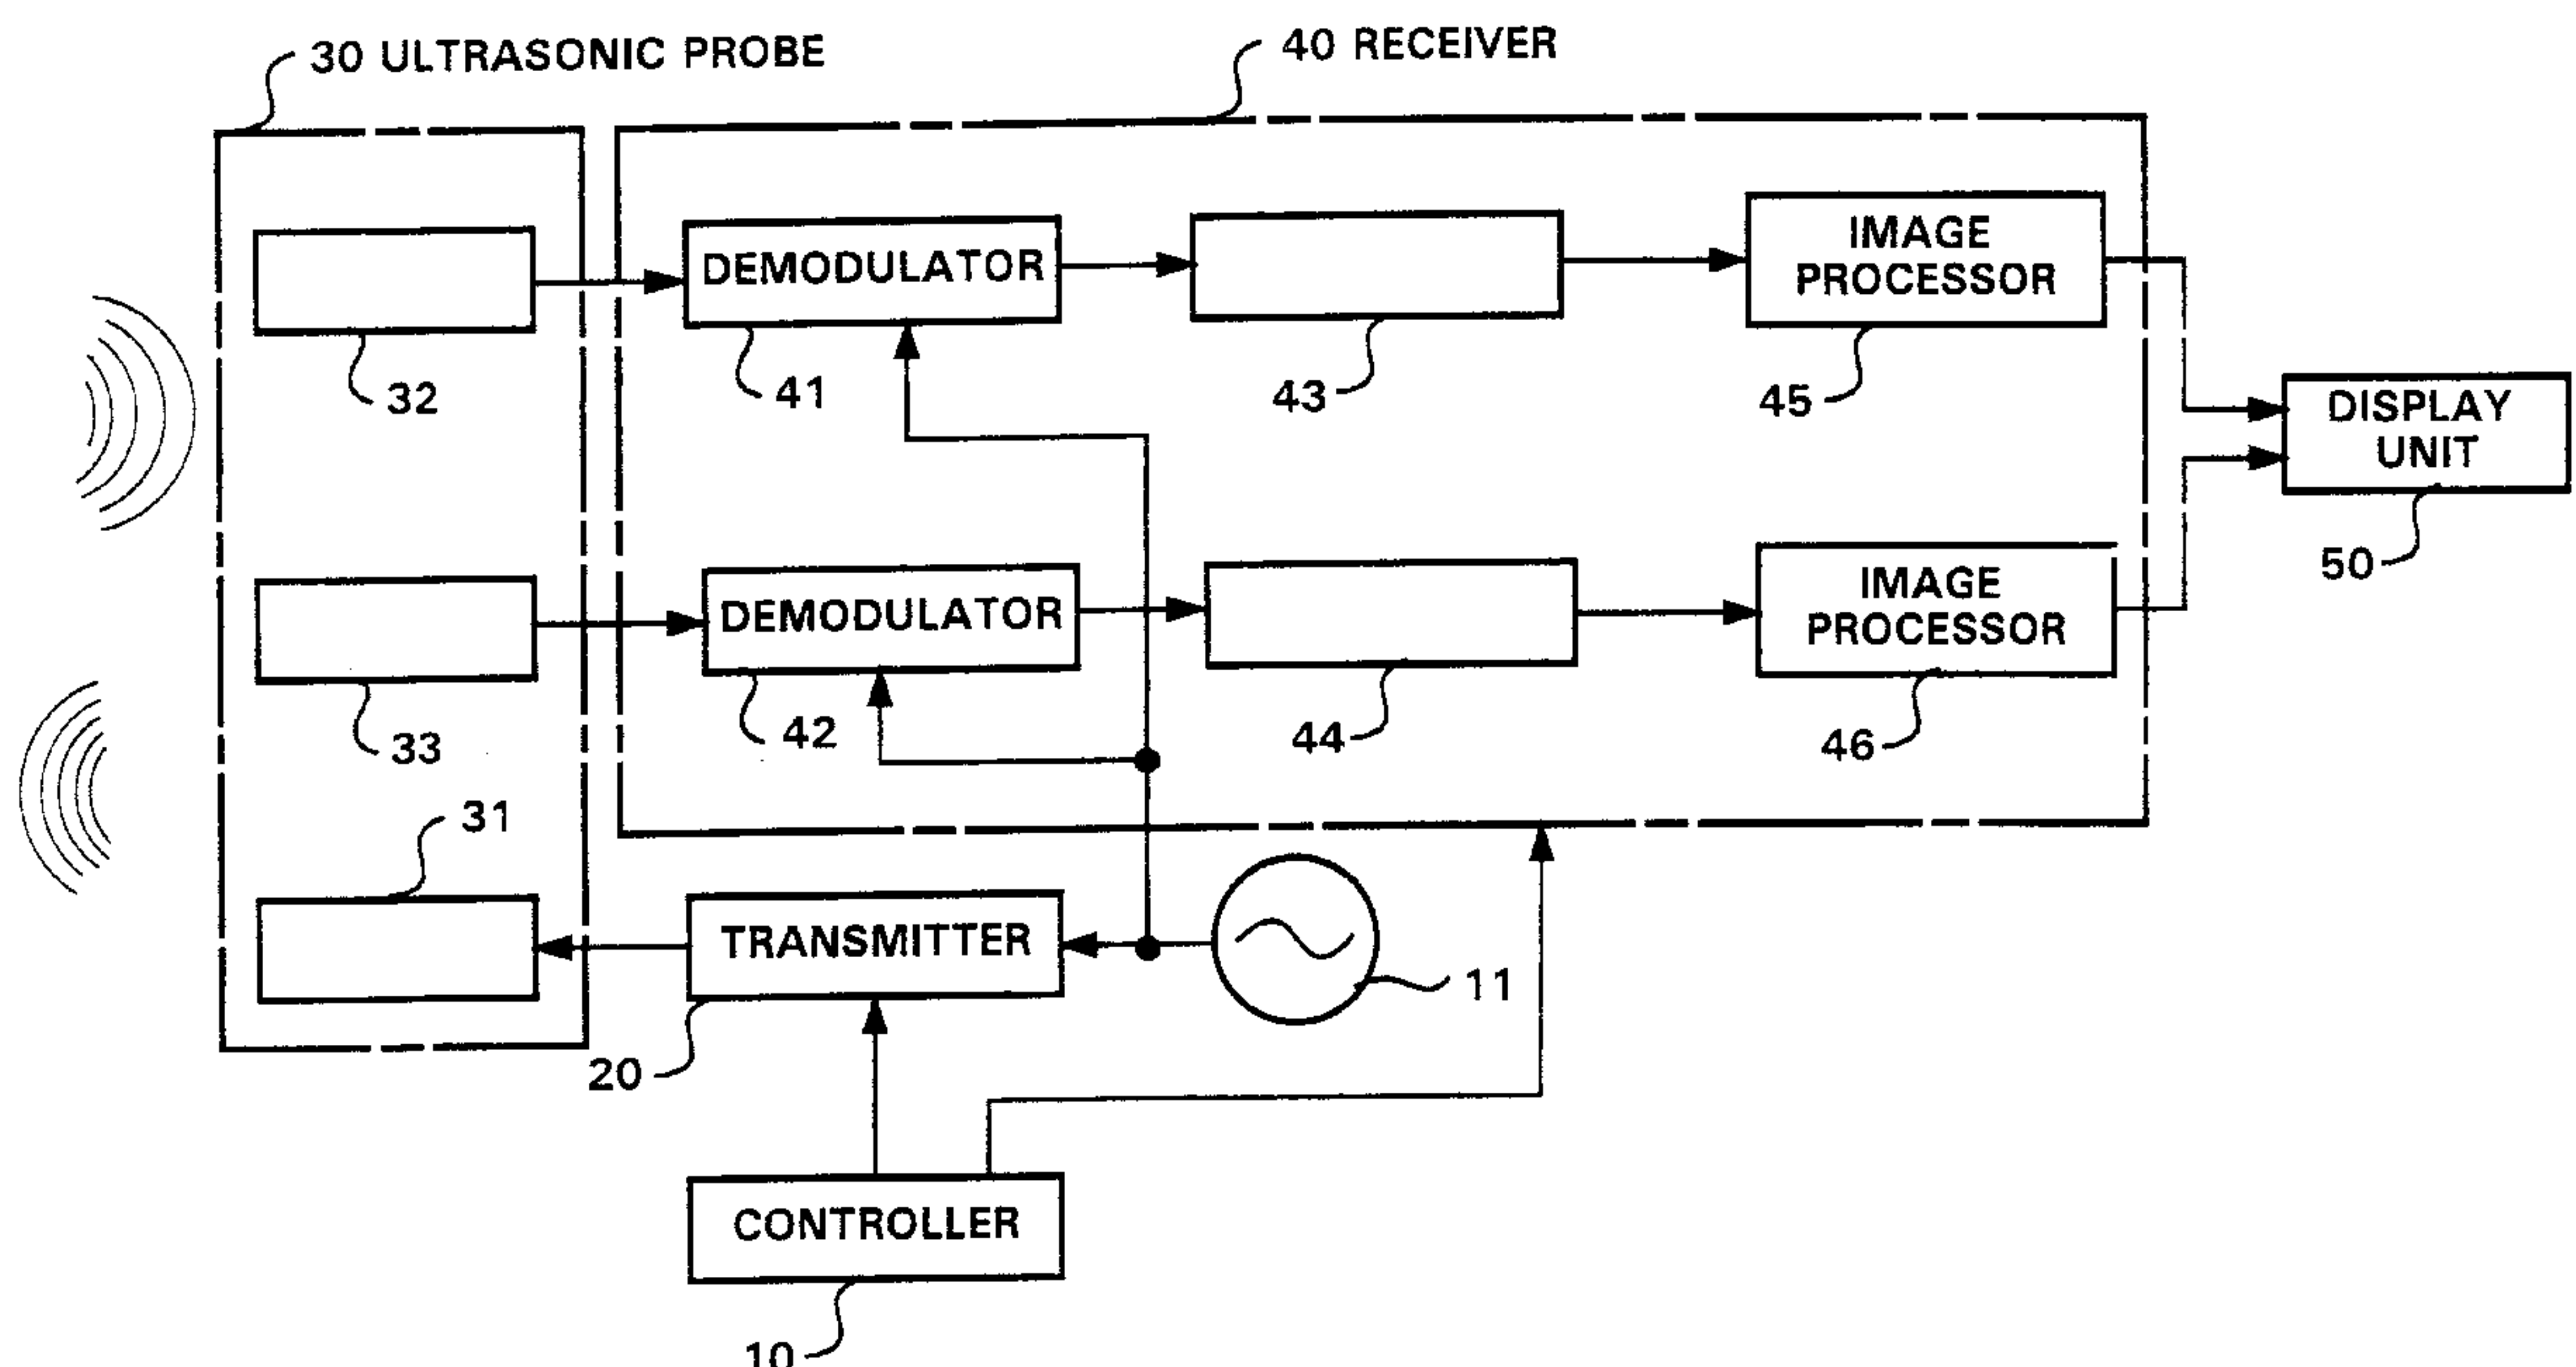 30 ULTRASONIC PROBE
40 RECEIVER
DEMODULATOR
IMAGE
PROCESSOR
32
41
43
45
DISPLAY
UNIT
50
DEMODULATOR
IMAGE
PROCESSOR
33
42
44
46
31
TRANSMITTER
11
20
CONTROLLER
10